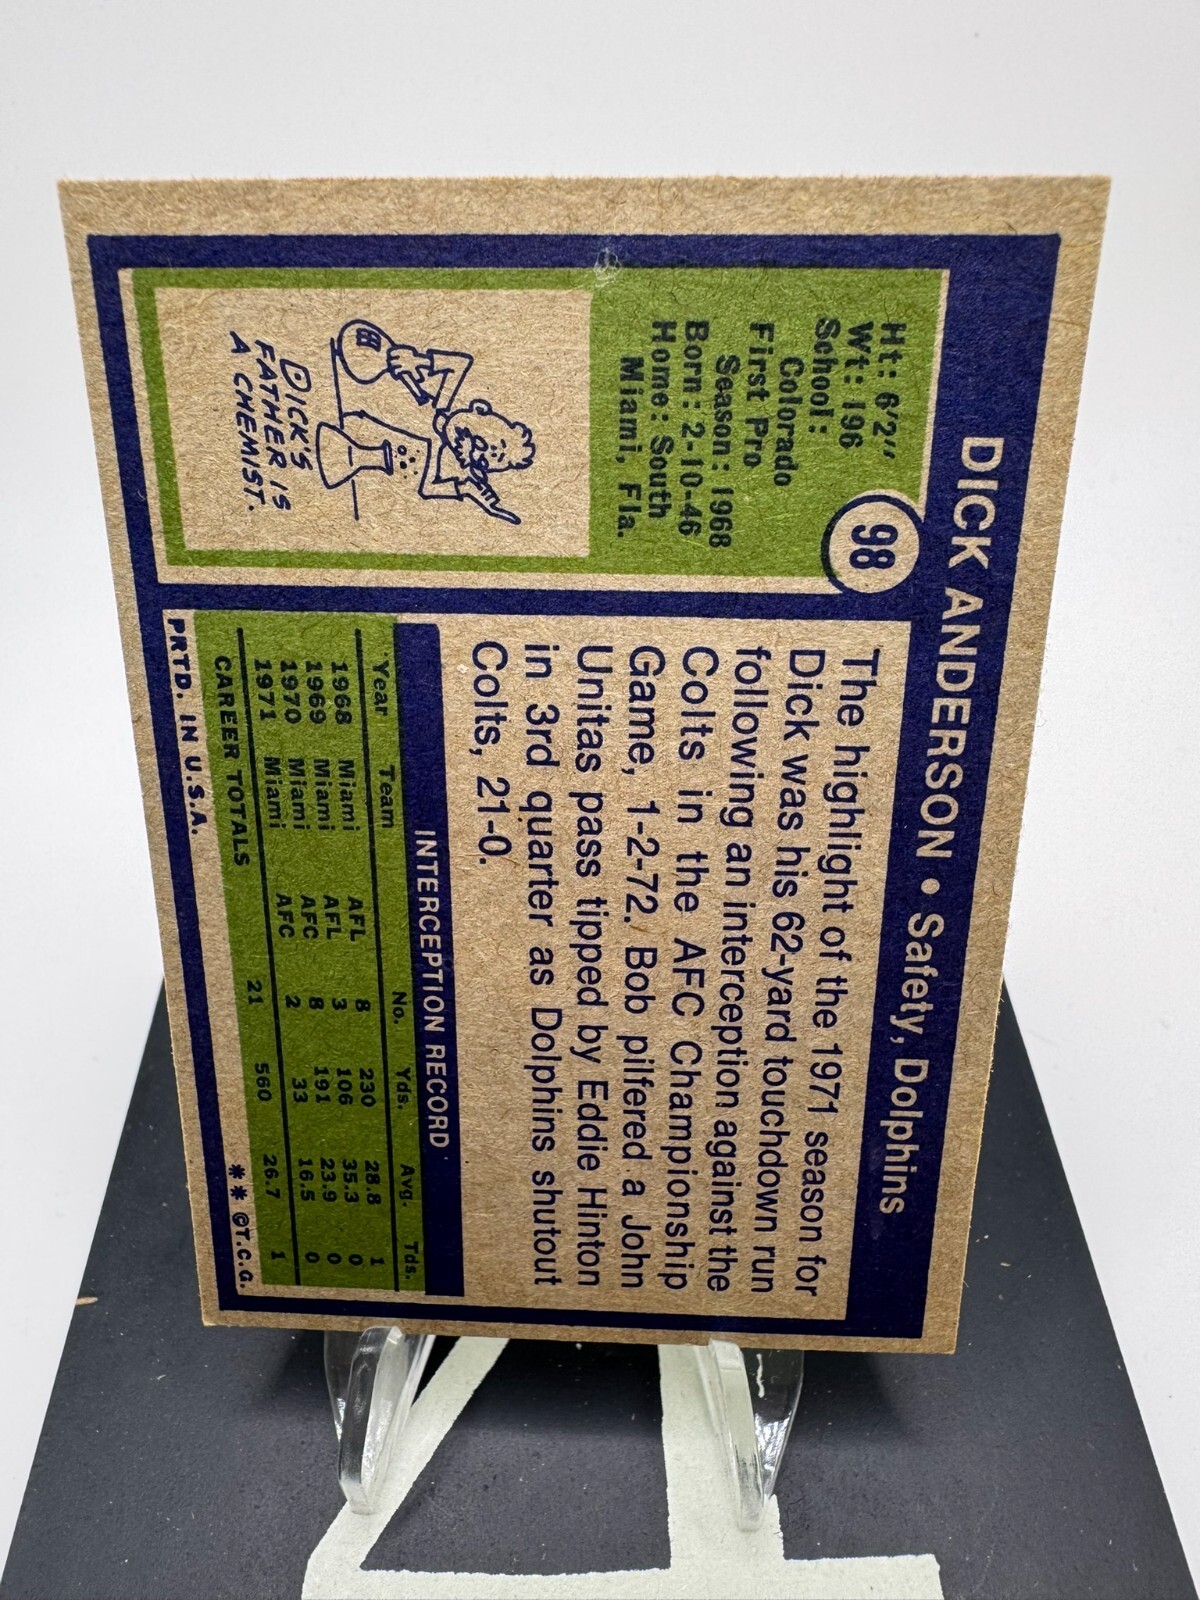 DICK ANDERSON • Safety, Dolphins
98
Ht: 6'2"
Wt: 196
School:
Colorado
First Pro
Season: 1968
Born: 2-10-46
Home: South
Miami, Fla.
DICK'S
FATHER IS
A CHEMIST.
The highlight of the 1971 season for
Dick was his 62-yard touchdown run
following an interception against the
Colts in the AFC Championship
Game, 1-2-72. Bob pilfered a John
Unitas pass tipped by Eddie Hinton
in 3rd quarter as Dolphins shutout
Colts, 21-0.
INTERCEPTION RECORD
Year Team No. Yds. Avg. Tds.
1968 Miami AFL 8 230 28.8 1
1969 Miami AFL 3 106 35.3 0
1970 Miami AFC 8 191 23.9 0
1971 Miami AFC 2 33 16.5 0
CAREER TOTALS 21 560 26.7 1
PRTD. IN U.S.A. ** ©T.C.G.